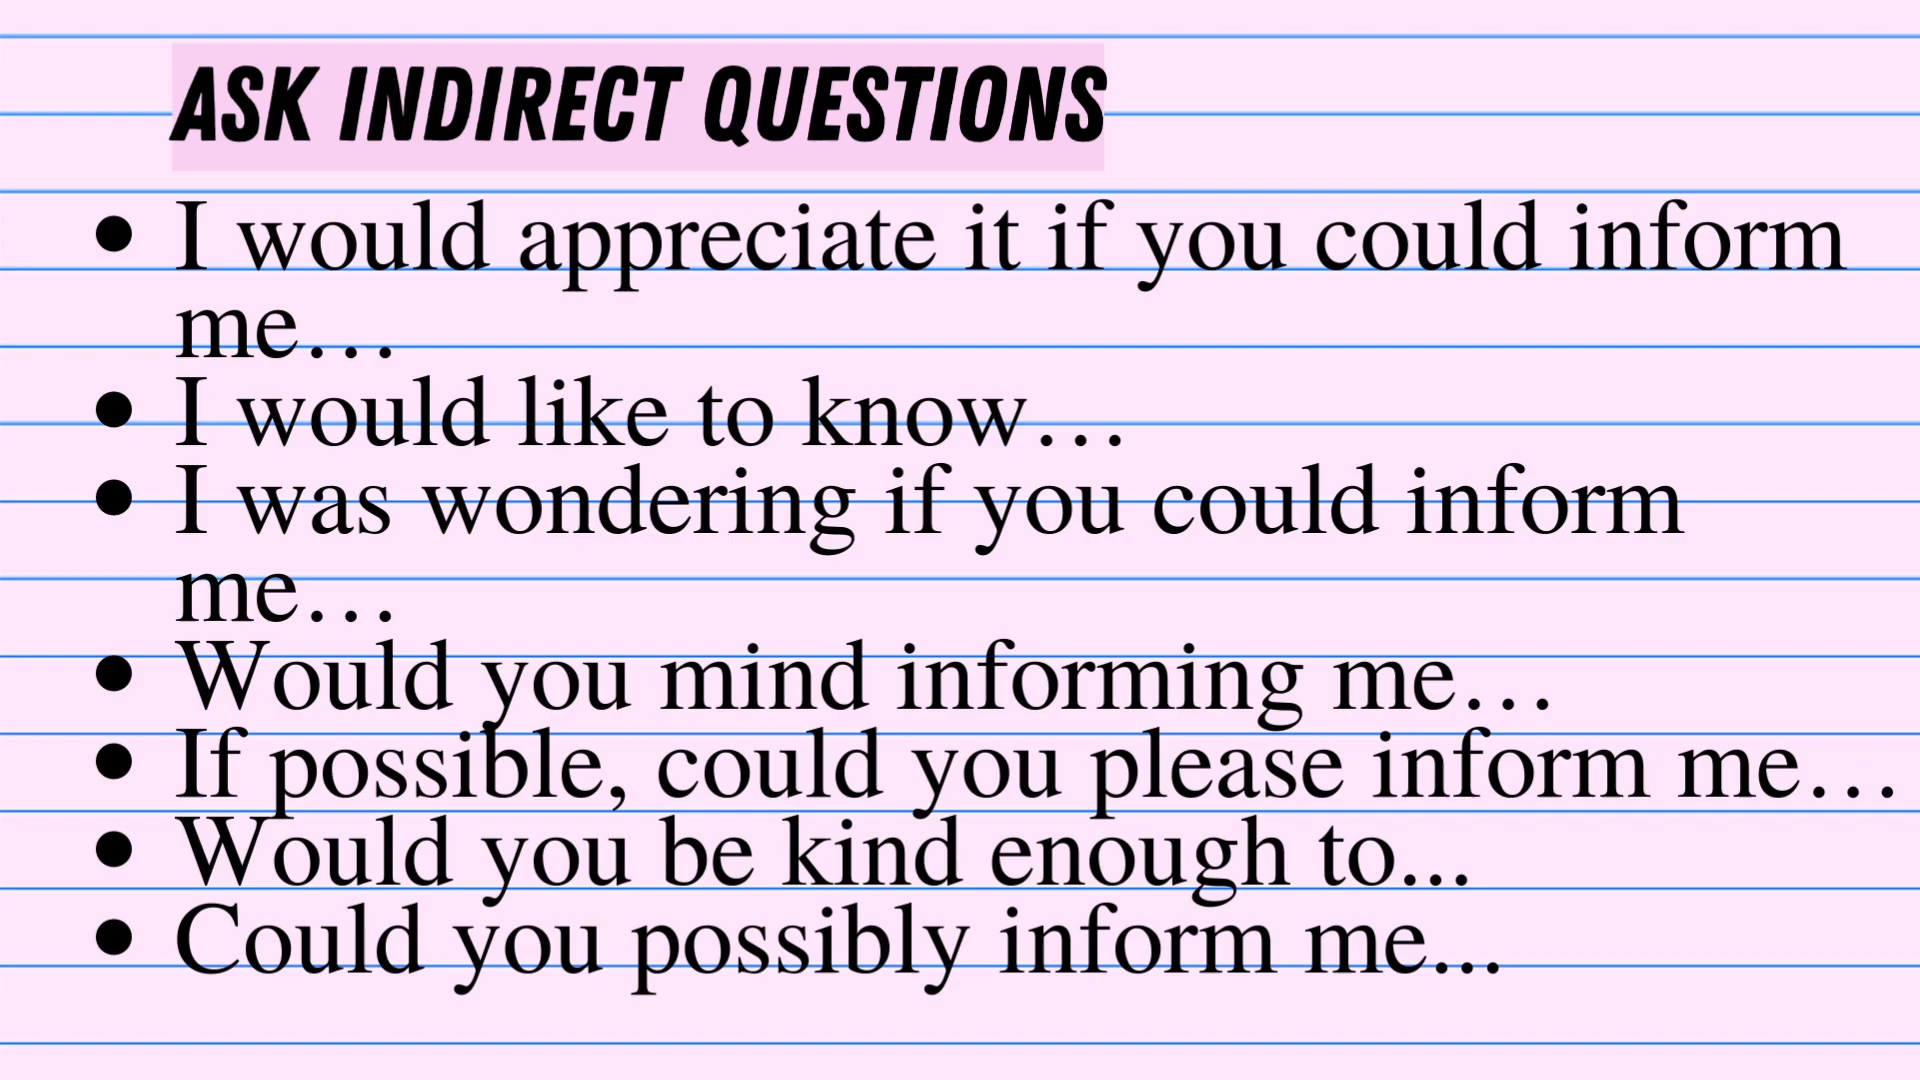 ASK INDIRECT QUESTIONS
• I would appreciate it if you could inform
me…
• I would like to know…
• I was wondering if you could inform
me…
• Would you mind informing me…
• If possible, could you please inform me…
• Would you be kind enough to...
• Could you possibly inform me...